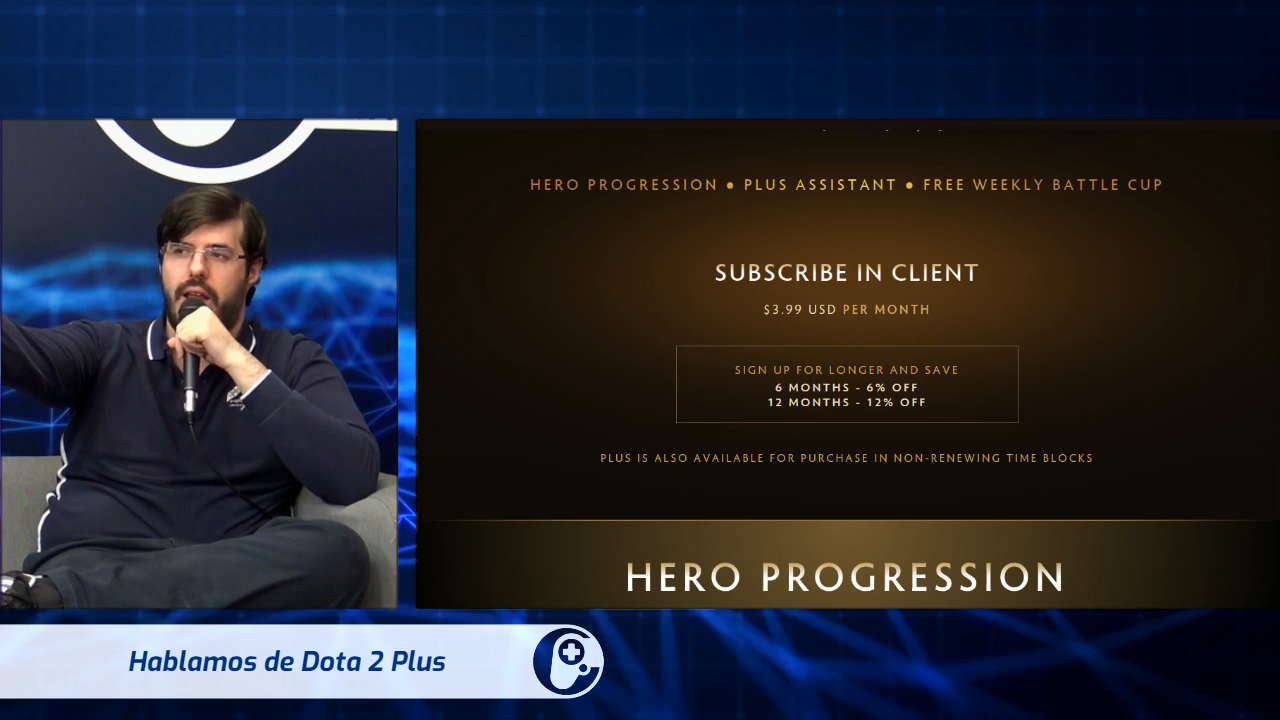 HERO PROGRESSION • PLUS ASSISTANT • FREE WEEKLY BATTLE CUP
SUBSCRIBE IN CLIENT
$3.99 USD PER MONTH
SIGN UP FOR LONGER AND SAVE
6 MONTHS - 6% OFF
12 MONTHS - 12% OFF
PLUS IS ALSO AVAILABLE FOR PURCHASE IN NON-RENEWING TIME BLOCKS
HERO PROGRESSION
Hablamos de Dota 2 Plus